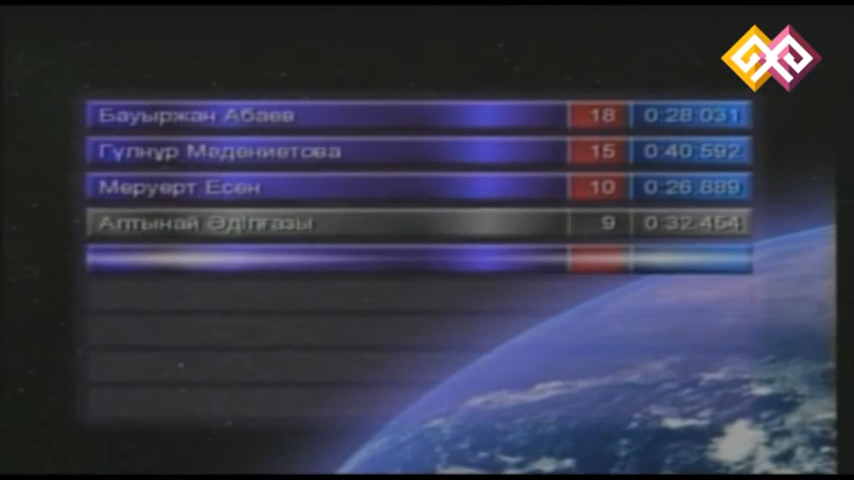 Бауыржан Абаев 18 0:28:031
Гүлнұр Мәдениетова 15 0:40:592
Меруерт Есен 10 0:26:889
Алтынай Әділғазы 9 0:32:454